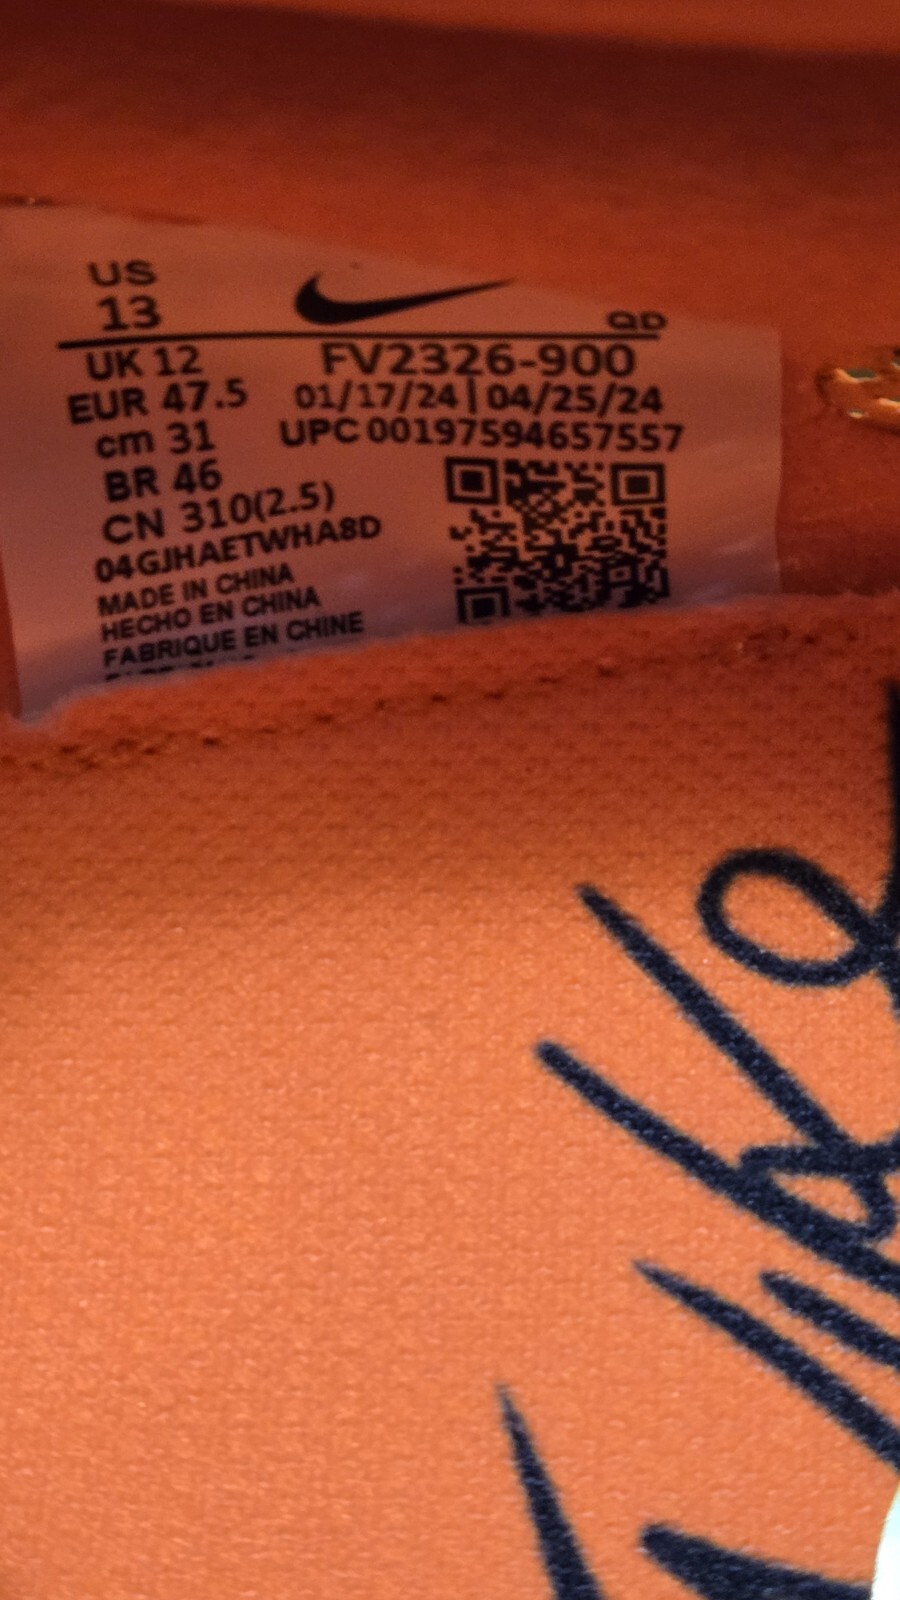 US
13
QD
UK 12
FV2326-900
EUR 47.5
01/17/24 | 04/25/24
cm 31
UPC 00197594657557
BR 46
CN 310(2.5)
04GJHAETWHA8D
MADE IN CHINA
HECHO EN CHINA
FABRIQUE EN CHINE